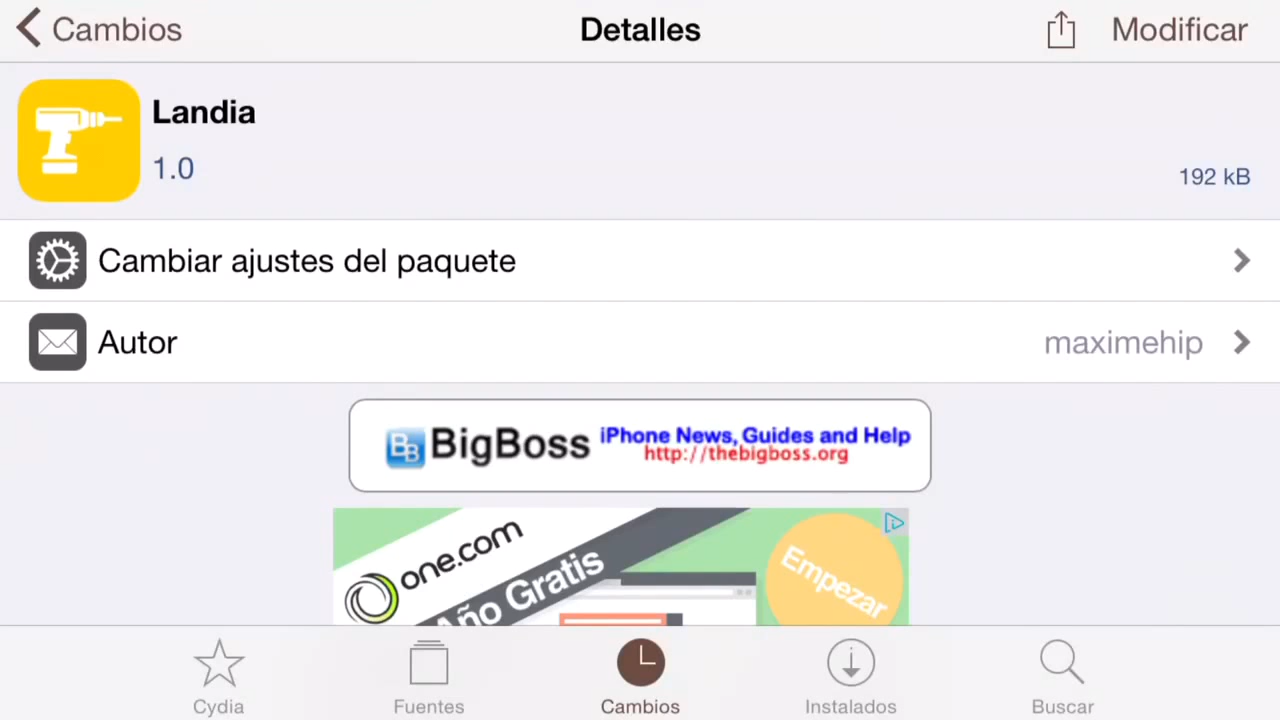 Cambios
Detalles
Modificar
Landia
1.0
192 kB
Cambiar ajustes del paquete
Autor
maximehip
BB BigBoss iPhone News, Guides and Help
http://thebigboss.org
one.com
Año Gratis
Empezar
Cydia
Fuentes
Cambios
Instalados
Buscar